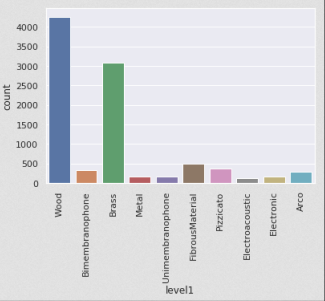 4000
3500
3000
2500
2000
1500
1000
500
0
count
Wood
Bimembranophone
Brass
Metal
Unimembranophone
FibrousMaterial
Pizzicato
Electroacoustic
Electronic
Arco
level1